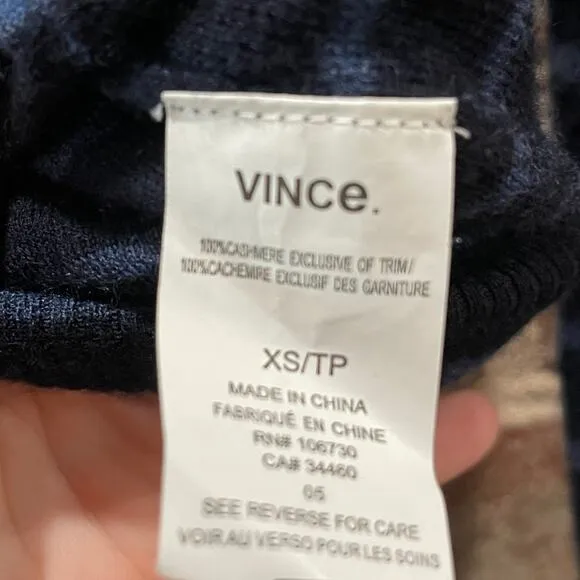 VINCe.
100%CASHMERE EXCLUSIVE OF TRIM/
100%CACHEMIRE EXCLUSIF DES GARNITURE
XS/TP
MADE IN CHINA
FABRIQUÉ EN CHINE
RN# 106730
CA# 34460
05
SEE REVERSE FOR CARE
VOIR AU VERSO POUR LES SOINS